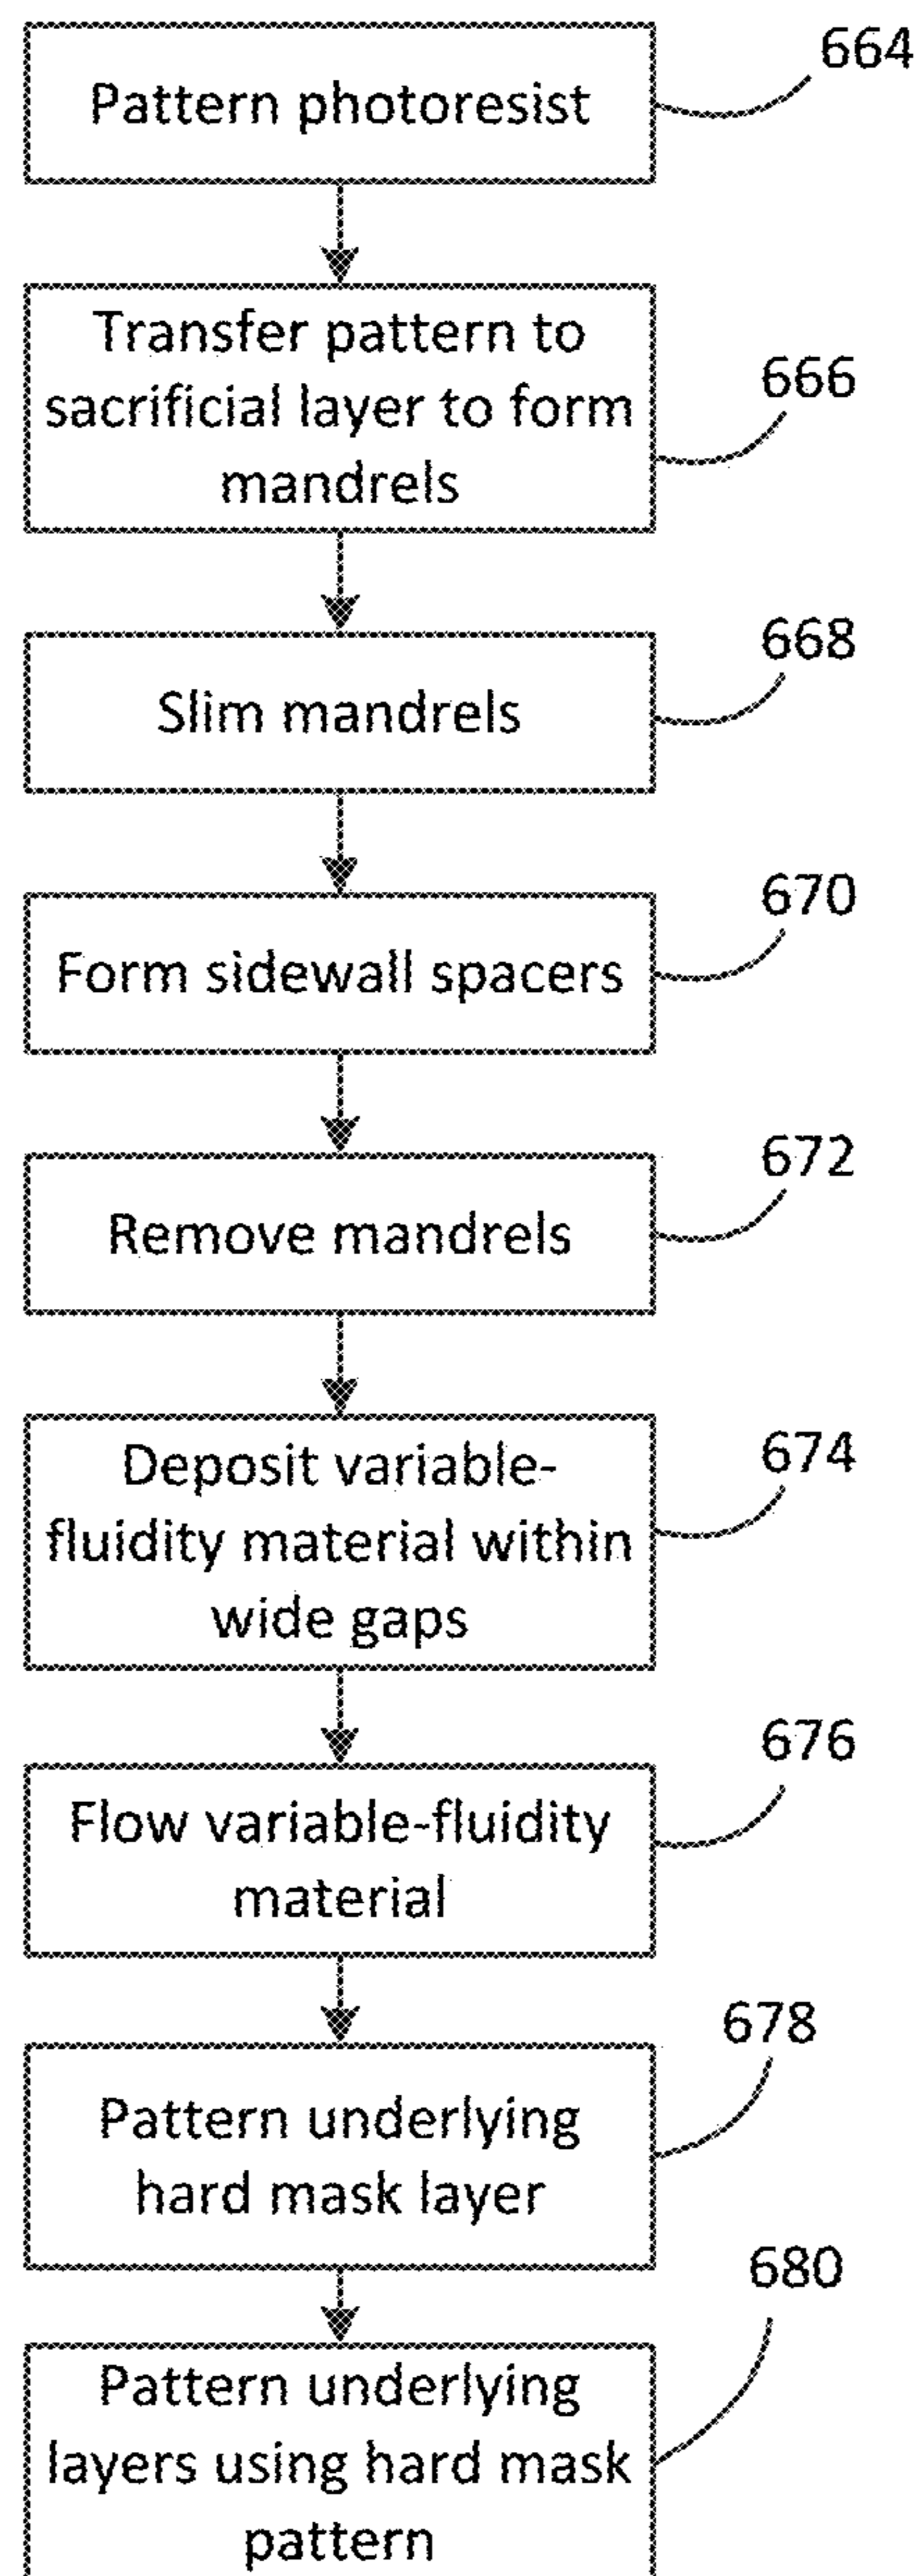 664
Pattern photoresist
Transfer pattern to
sacrificial layer to form
mandrels
666
668
Slim mandrels
670
Form sidewall spacers
672
Remove mandrels
674
Deposit variable-
fluidity material within
wide gaps
676
Flow variable-fluidity
material
678
Pattern underlying
hard mask layer
680
Pattern underlying
layers using hard mask
pattern